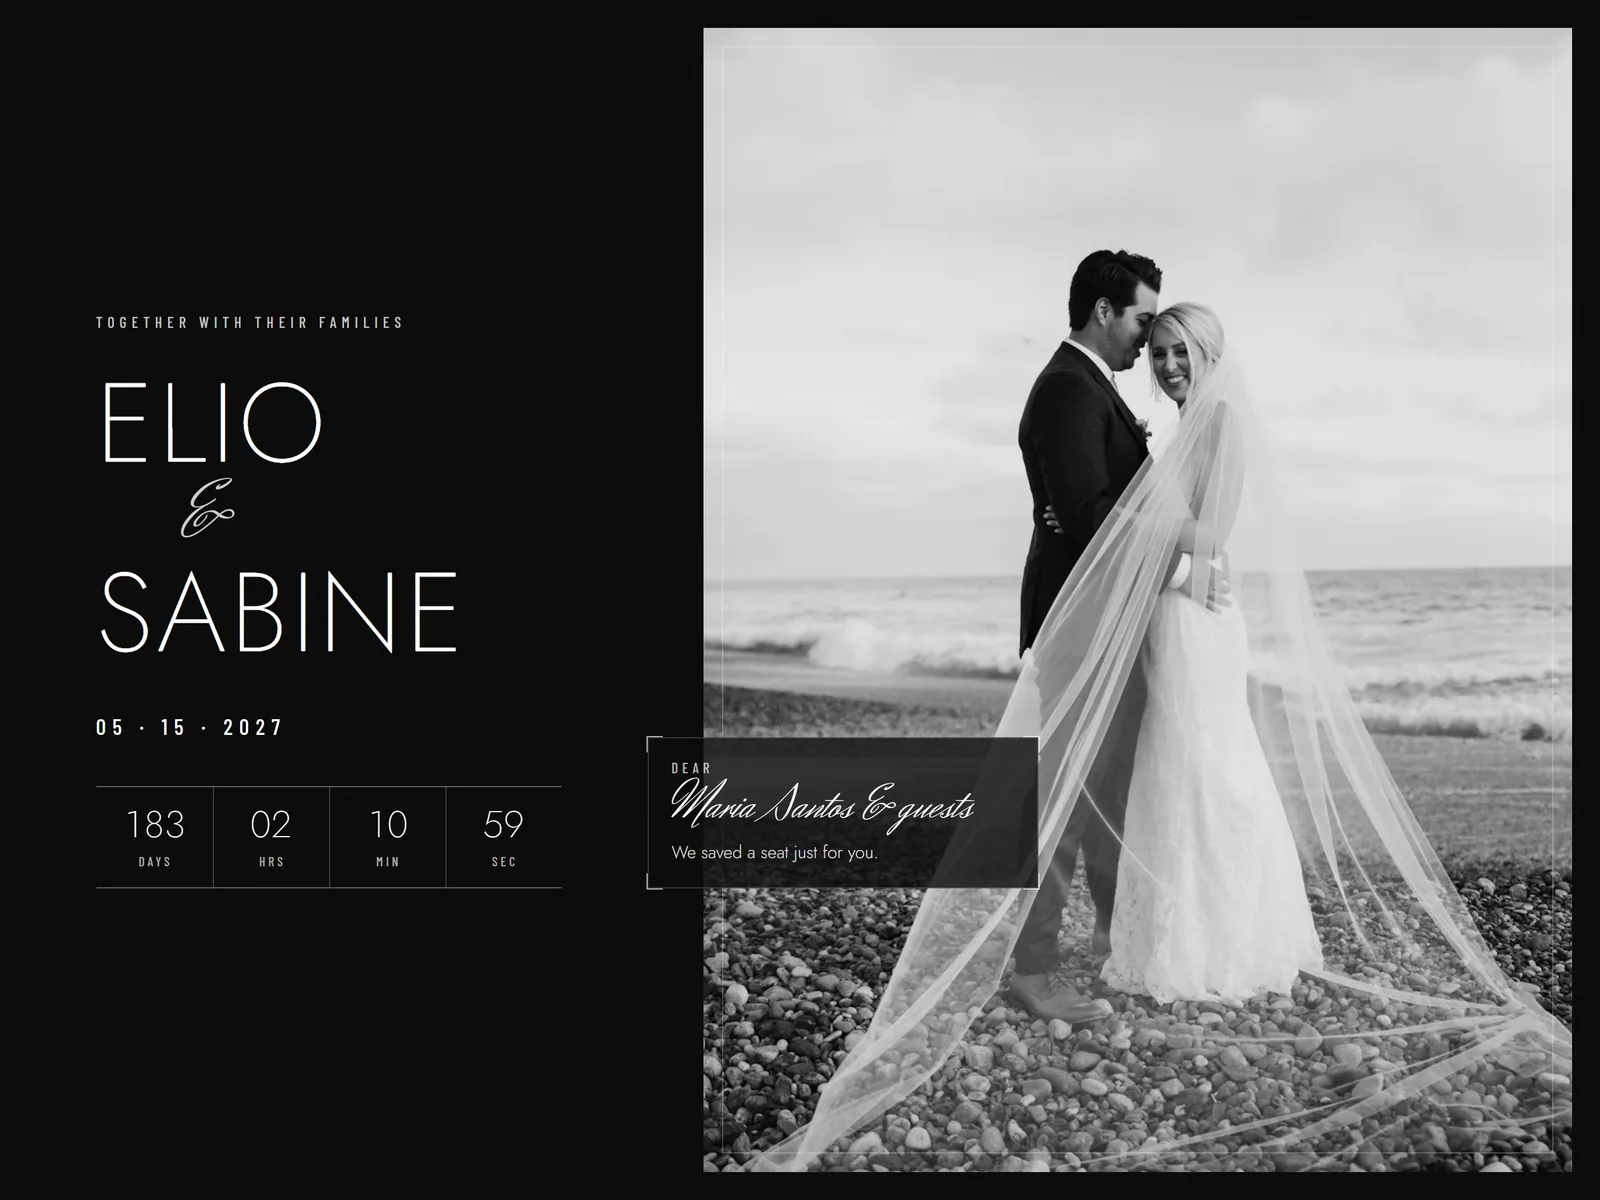 TOGETHER WITH THEIR FAMILIES
ELIO
&
SABINE
05 · 15 · 2027
183 02 10 59
DAYS HRS MIN SEC
DEAR
Maria Santos & guests
We saved a seat just for you.